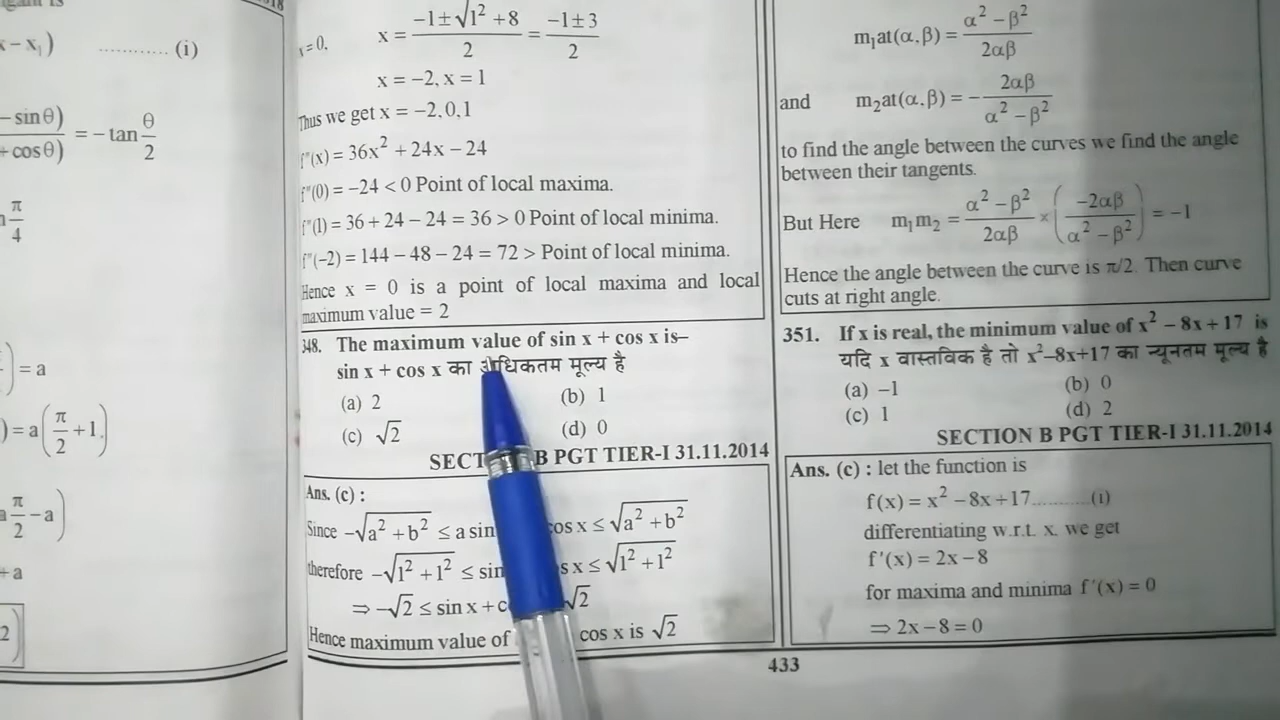 x – x₁) ............ (i)
– sinθ)
+ cosθ) = – tan θ/2
π/4
) = a
) = a(π/2 + 1)
π/2 – a)
+ a
2)
x = 0.
x = (–1 ± √(1² + 8))/2 = (–1 ± 3)/2
x = –2, x = 1
Thus we get x = –2, 0, 1
f"(x) = 36x² + 24x – 24
f"(0) = –24 < 0 Point of local maxima.
f"(1) = 36 + 24 – 24 = 36 > 0 Point of local minima.
f"(–2) = 144 – 48 – 24 = 72 > Point of local minima.
Hence x = 0 is a point of local maxima and local
maximum value = 2
348. The maximum value of sin x + cos x is–
sin x + cos x का अधिकतम मूल्य है
(a) 2 (b) 1
(c) √2 (d) 0
SECT B PGT TIER-I 31.11.2014
Ans. (c) :
Since –√(a² + b²) ≤ a sin cos x ≤ √(a² + b²)
therefore –√(1² + 1²) ≤ sin s x ≤ √(1² + 1²)
⇒ –√2 ≤ sin x + c √2
Hence maximum value of cos x is √2
m₁at(α, β) = (α² – β²)/2αβ
and m₂at(α, β) = – 2αβ/(α² – β²)
to find the angle between the curves we find the angle
between their tangents.
But Here m₁m₂ = (α² – β²)/2αβ × (–2αβ/(α² – β²)) = –1
Hence the angle between the curve is π/2. Then curve
cuts at right angle.
351. If x is real, the minimum value of x² – 8x + 17 is
यदि x वास्तविक है तो x²–8x+17 का न्यूनतम मूल्य है
(a) –1 (b) 0
(c) 1 (d) 2
SECTION B PGT TIER-I 31.11.2014
Ans. (c) : let the function is
f(x) = x² – 8x + 17..........(i)
differentiating w.r.t. x. we get
f'(x) = 2x – 8
for maxima and minima f'(x) = 0
⇒ 2x – 8 = 0
433